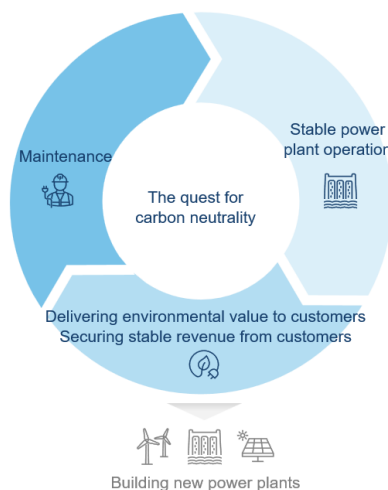 Stable power
plant operation
Maintenance
The quest for
carbon neutrality
Delivering environmental value to customers
Securing stable revenue from customers
Building new power plants